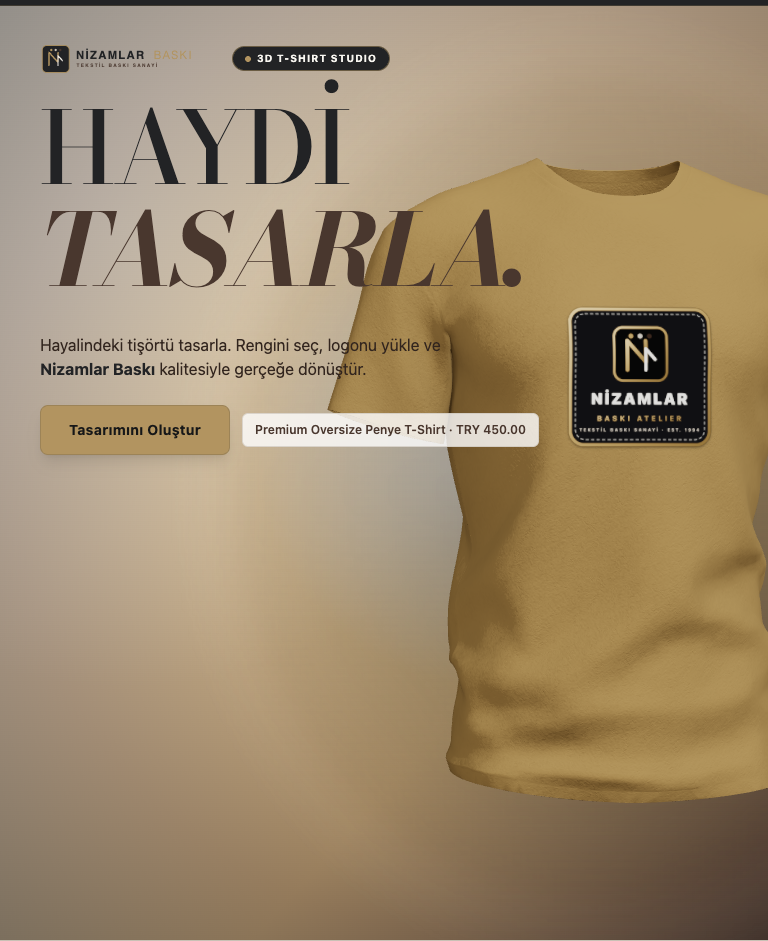 NİZAMLAR BASKI
TEKSTİL BASKI SANAYİ
3D T-SHIRT STUDIO
HAYDİ
TASARLA.
Hayalindeki tişörtü tasarla. Rengini seç, logonu yükle ve
Nizamlar Baskı kalitesiyle gerçeğe dönüştür.
Tasarımını Oluştur
Premium Oversize Penye T-Shirt · TRY 450.00
NİZAMLAR
BASKI ATELIER
TEKSTİL BASKI SANAYİ · EST. 1994